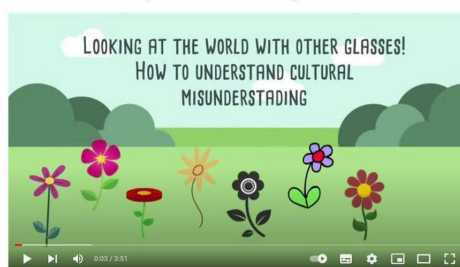 LOOKING AT THE WORLD WITH OTHER GLASSES!
HOW TO UNDERSTAND CULTURAL
MISUNDERSTADING
0:03 / 3:51